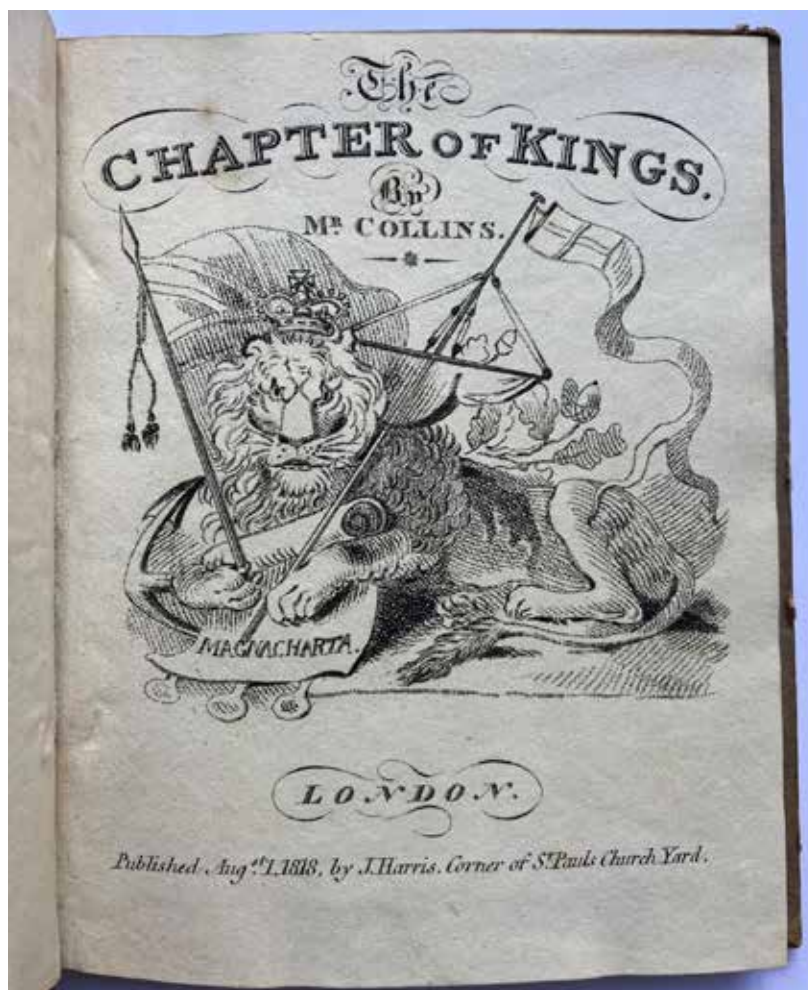 The
CHAPTER OF KINGS.
By
MR. COLLINS.
MAGNACHARTA.
LONDON.
Published Augst. 1, 1818, by J. Harris. Corner of St. Pauls Church Yard.